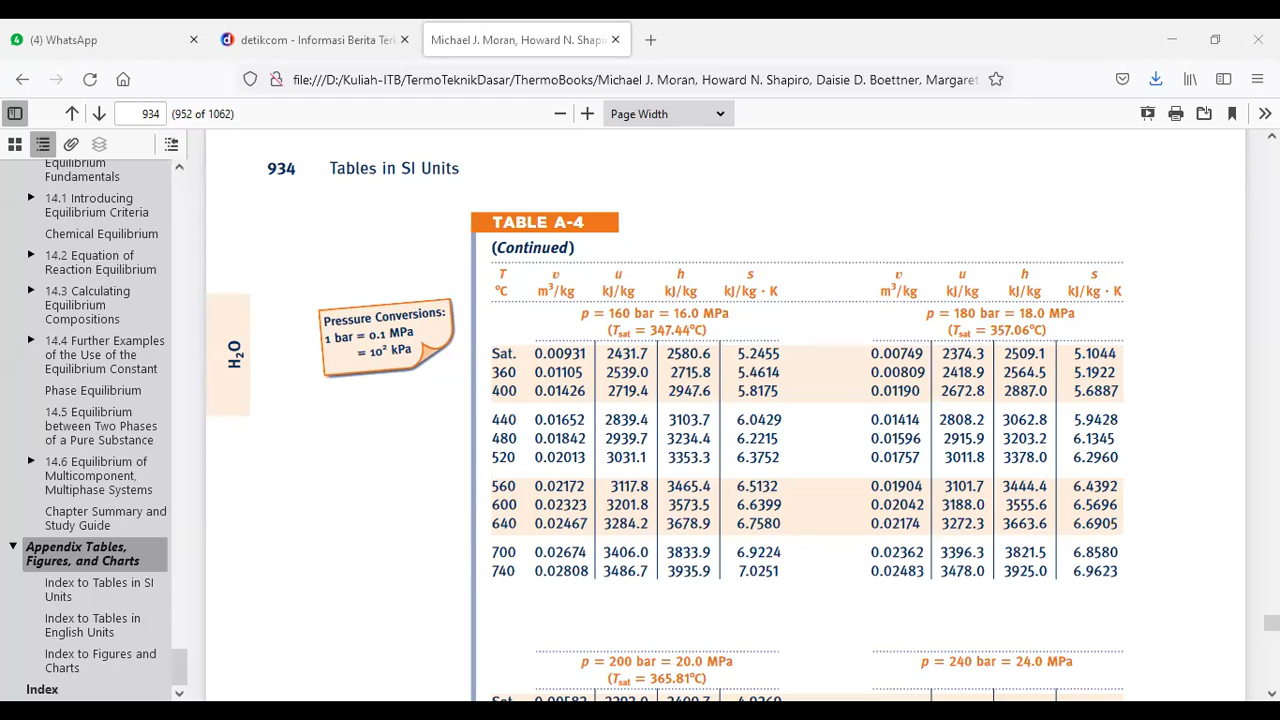 (4) WhatsApp
detikcom - Informasi Berita Ter
Michael J. Moran, Howard N. Shapi
file:///D:/Kuliah-ITB/TermoTeknikDasar/ThermoBooks/Michael J. Moran, Howard N. Shapiro, Daisie D. Boettner, Margaret
934 (952 of 1062)
Page Width
Equilibrium
Fundamentals
14.1 Introducing
Equilibrium Criteria
Chemical Equilibrium
14.2 Equation of
Reaction Equilibrium
14.3 Calculating
Equilibrium
Compositions
14.4 Further Examples
of the Use of the
Equilibrium Constant
Phase Equilibrium
14.5 Equilibrium
between Two Phases
of a Pure Substance
14.6 Equilibrium of
Multicomponent,
Multiphase Systems
Chapter Summary and
Study Guide
Appendix Tables,
Figures, and Charts
Index to Tables in SI
Units
Index to Tables in
English Units
Index to Figures and
Charts
Index
934 Tables in SI Units
H₂O
Pressure Conversions:
1 bar = 0.1 MPa
= 10² kPa
TABLE A-4
(Continued)
T v u h s v u h s
°C m³/kg kJ/kg kJ/kg kJ/kg · K m³/kg kJ/kg kJ/kg kJ/kg · K
p = 160 bar = 16.0 MPa p = 180 bar = 18.0 MPa
(Tsat = 347.44°C) (Tsat = 357.06°C)
Sat. 0.00931 2431.7 2580.6 5.2455 0.00749 2374.3 2509.1 5.1044
360 0.01105 2539.0 2715.8 5.4614 0.00809 2418.9 2564.5 5.1922
400 0.01426 2719.4 2947.6 5.8175 0.01190 2672.8 2887.0 5.6887
440 0.01652 2839.4 3103.7 6.0429 0.01414 2808.2 3062.8 5.9428
480 0.01842 2939.7 3234.4 6.2215 0.01596 2915.9 3203.2 6.1345
520 0.02013 3031.1 3353.3 6.3752 0.01757 3011.8 3378.0 6.2960
560 0.02172 3117.8 3465.4 6.5132 0.01904 3101.7 3444.4 6.4392
600 0.02323 3201.8 3573.5 6.6399 0.02042 3188.0 3555.6 6.5696
640 0.02467 3284.2 3678.9 6.7580 0.02174 3272.3 3663.6 6.6905
700 0.02674 3406.0 3833.9 6.9224 0.02362 3396.3 3821.5 6.8580
740 0.02808 3486.7 3935.9 7.0251 0.02483 3478.0 3925.0 6.9623
p = 200 bar = 20.0 MPa p = 240 bar = 24.0 MPa
(Tsat = 365.81°C)